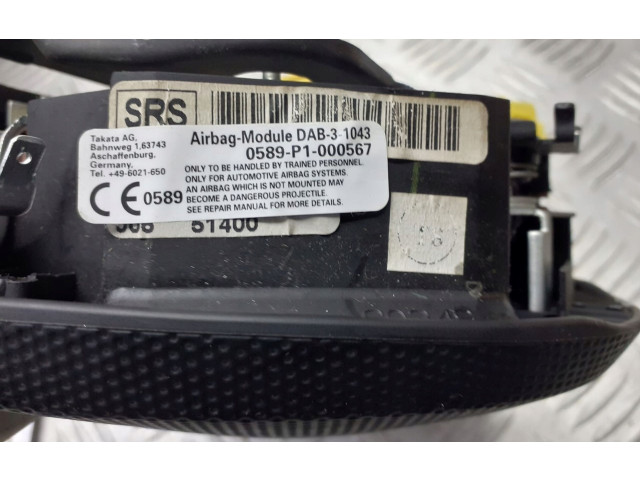 SRS
Takata AG,
Bahnweg 1,63743
Aschaffenburg,
Germany,
Tel. +49-6021-650
CE 0589
Airbag-Module DAB-3 1043
0589-P1-000567
ONLY TO BE HANDLED BY TRAINED PERSONNEL.
ONLY FOR AUTOMOTIVE AIRBAG SYSTEMS.
AN AIRBAG WHICH IS NOT MOUNTED MAY
BECOME A DANGEROUS PROJECTILE.
SEE REPAIR MANUAL FOR MORE DETAILS.
51400